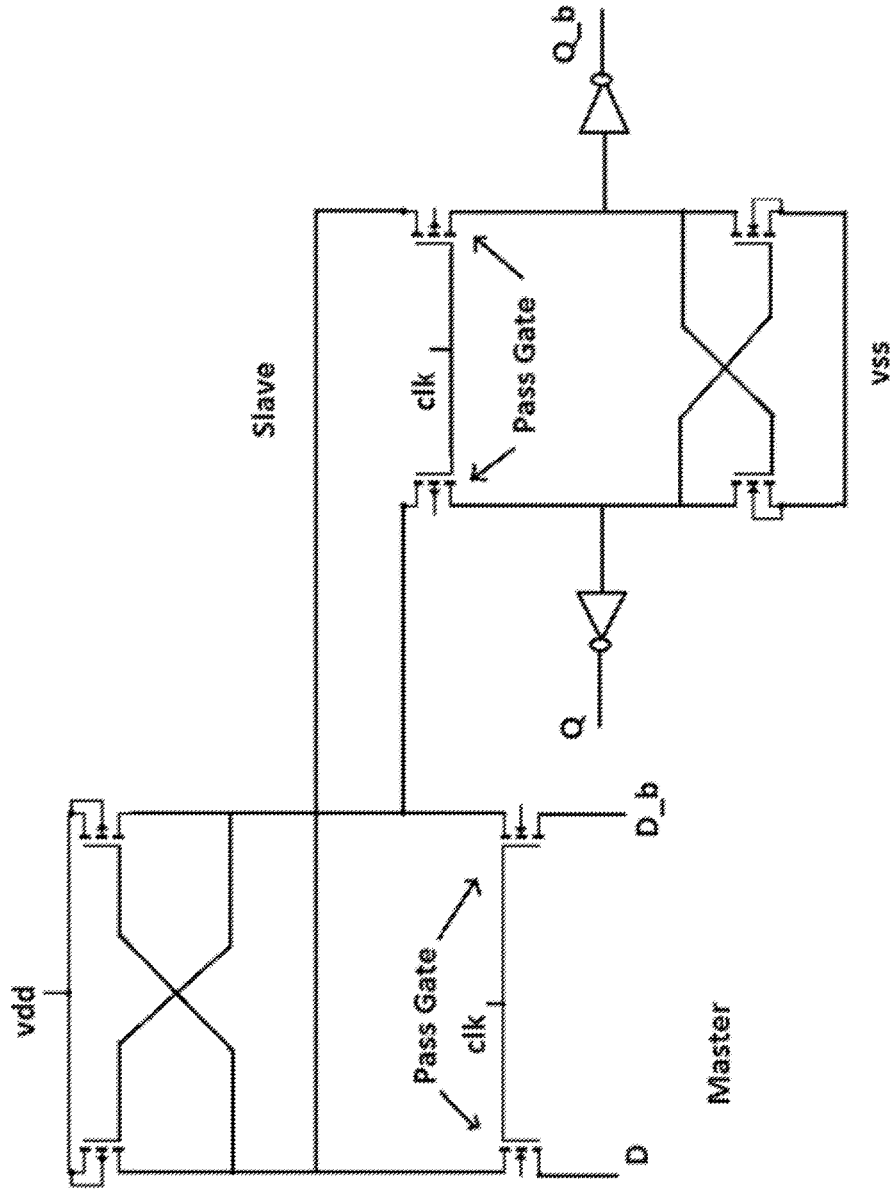 vdd
Pass Gate
clk
D
D_b
Master
Slave
clk
Pass Gate
Q
Q_b
vss